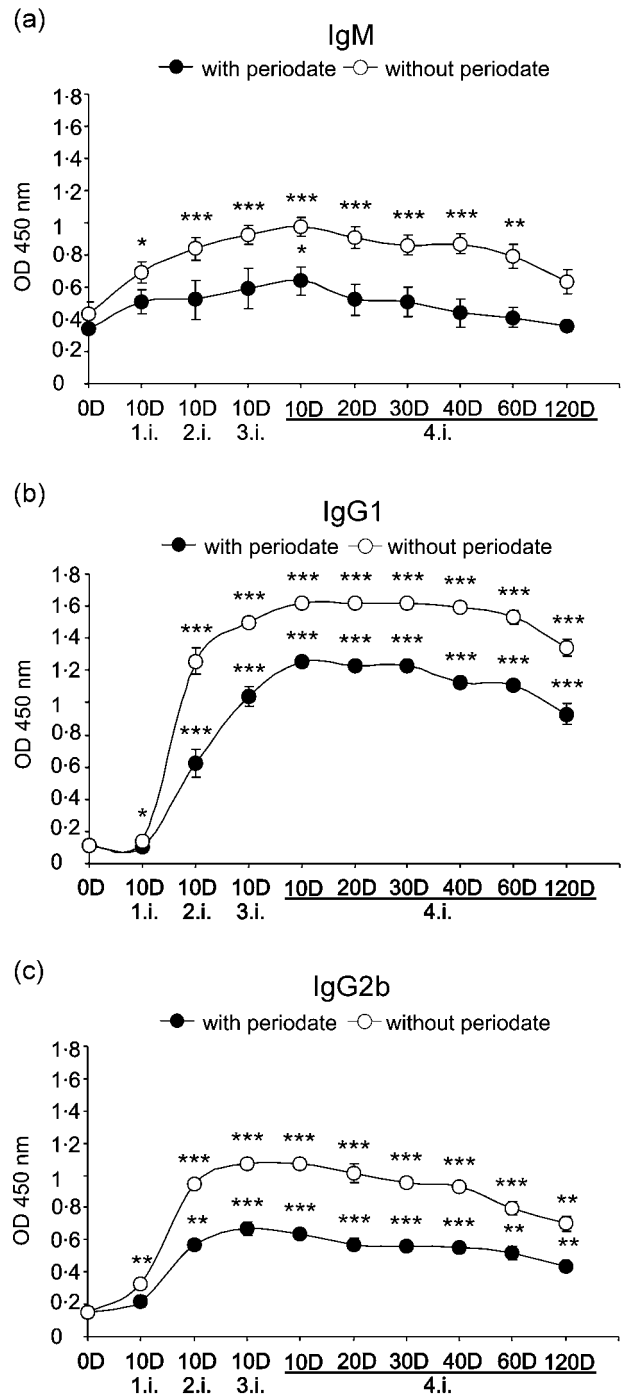 (a)
IgM
with periodate without periodate
OD 450 nm
1·8
1·6
1·4
1·2
1
0·8
0·6
0·4
0·2
0
* *** *** *** *** *** *** **
*
0D 10D 10D 10D 10D 20D 30D 40D 60D 120D
1.i. 2.i. 3.i. 4.i.
(b)
IgG1
with periodate without periodate
OD 450 nm
1·8
1·6
1·4
1·2
1
0·8
0·6
0·4
0·2
0
* *** *** *** *** *** *** *** ***
*** *** *** *** *** *** *** ***
0D 10D 10D 10D 10D 20D 30D 40D 60D 120D
1.i. 2.i. 3.i. 4.i.
(c)
IgG2b
with periodate without periodate
OD 450 nm
1·8
1·6
1·4
1·2
1
0·8
0·6
0·4
0·2
0
** *** *** *** *** *** *** *** **
** *** *** *** *** *** ** **
0D 10D 10D 10D 10D 20D 30D 40D 60D 120D
1.i. 2.i. 3.i. 4.i.